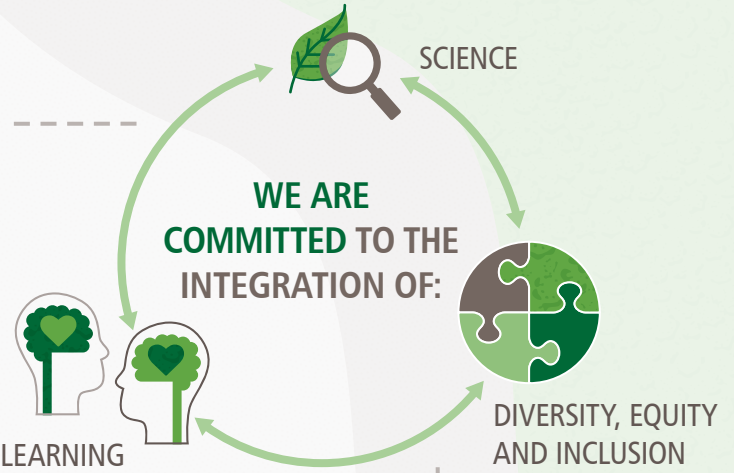 SCIENCE
WE ARE
COMMITTED TO THE
INTEGRATION OF:
DIVERSITY, EQUITY
AND INCLUSION
LEARNING